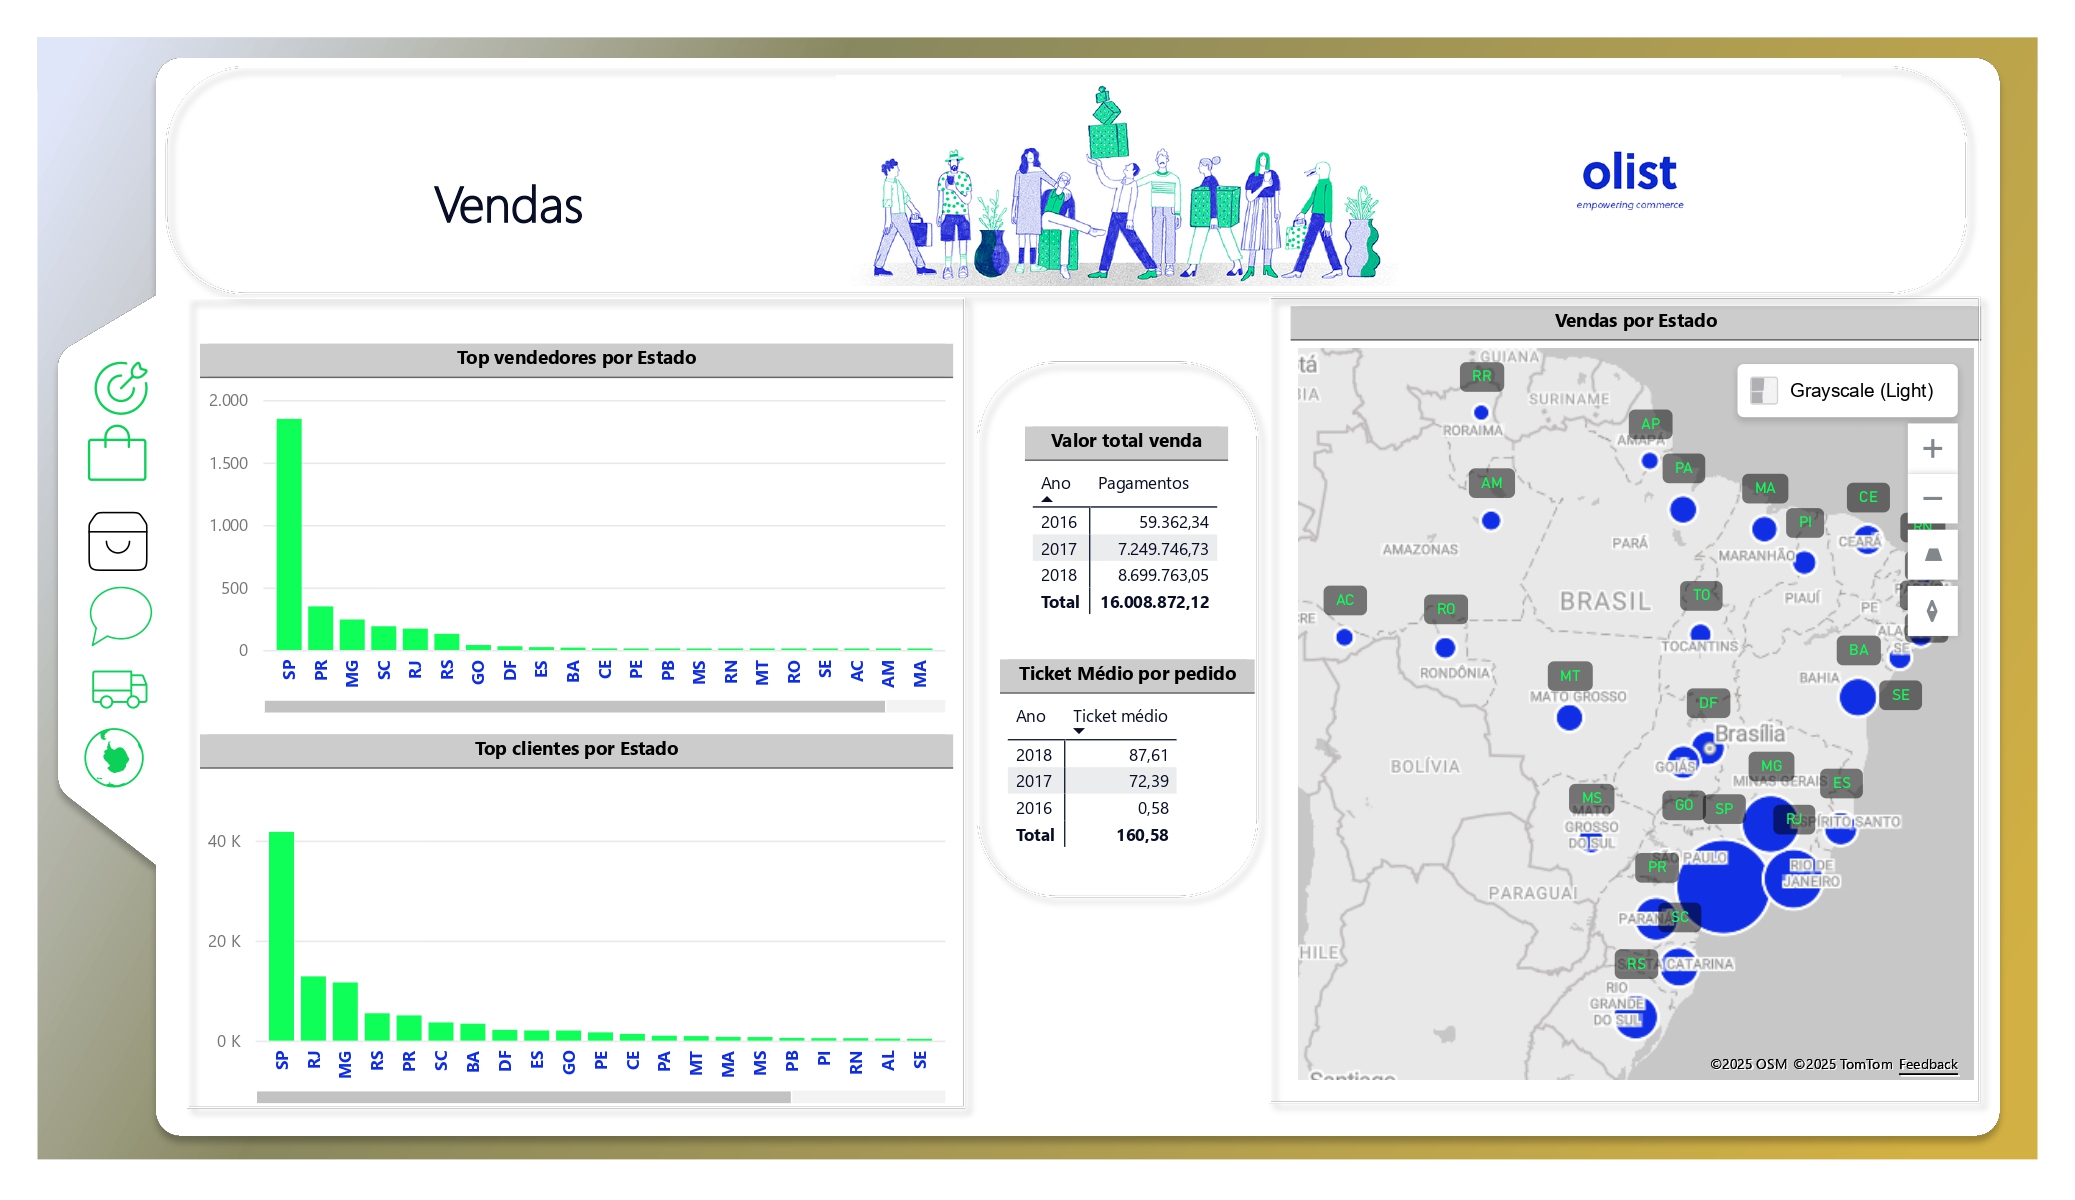 Vendas
olist
empowering commerce
Top vendedores por Estado
2.000
1.500
1.000
500
0
SP PR MG SC RJ RS GO DF ES BA CE PE PB MS RN MT RO SE AC AM MA
Top clientes por Estado
40 K
20 K
0 K
SP RJ MG RS PR SC BA DF ES GO PE CE PA MT MA MS PB PI RN AL SE
Valor total venda
Ano Pagamentos
2016 59.362,34
2017 7.249.746,73
2018 8.699.763,05
Total 16.008.872,12
Ticket Médio por pedido
Ano Ticket médio
2018 87,61
2017 72,39
2016 0,58
Total 160,58
Vendas por Estado
tá
GUIANA
Grayscale (Light)
RR
BIA
SURINAME
RORAIMA
AP
AMAPÁ
PA
AM
MA
CE
PI
RN
AMAZONAS
PARÁ
MARANHÃO
CEARÁ
BRASIL
AC
RO
TO
PIAUÍ
PE
CRE
TOCANTINS
ALA
SE
RONDÔNIA
BA
BAHIA
SE
MT
MATO GROSSO
DF
Brasília
GOIÁS
BOLÍVIA
MG
MINAS GERAIS
ES
MS
MATO
GROSSO
DO SUL
GO
SP
RJ
ESPÍRITO SANTO
SÃO PAULO
PR
RIO DE
JANEIRO
PARAGUAI
PARANÁ
SC
HILE
RS
SANTA CATARINA
RIO
GRANDE
DO SUL
Santiago
©2025 OSM ©2025 TomTom Feedback